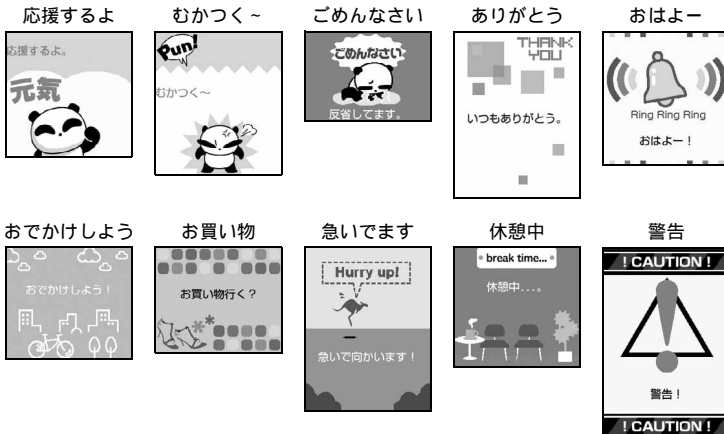 応援するよ
応援するよ。
元気
むかつく～
Pun!
むかつく～
ごめんなさい
ごめんなさい
反省してます。
ありがとう
THANK
YOU
いつもありがとう。
おはよー
Ring Ring Ring
おはよー！
おでかけしよう
おでかけしよう！
お買い物
お買い物行く？
急いでます
Hurry up!
急いで向かいます！
休憩中
break time...
休憩中...。
警告
! CAUTION !
警告！
! CAUTION !